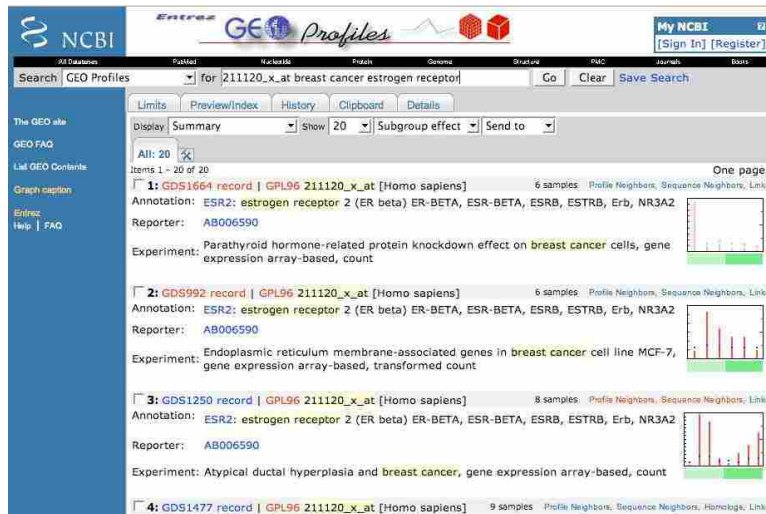 NCBI
Entrez
GEO Profiles
My NCBI
[Sign In] [Register]
All Databases PubMed Nucleotide Protein Genome Structure PMC Journals Books
Search GEO Profiles for 211120_x_at breast cancer estrogen receptor Go Clear Save Search
Limits Preview/Index History Clipboard Details
Display Summary Show 20 Subgroup effect Send to
All: 20
Items 1 - 20 of 20 One page
The GEO site
GEO FAQ
List GEO Contents
Graph caption
Entrez
Help | FAQ
1: GDS1664 record | GPL96 211120_x_at [Homo sapiens] 6 samples Profile Neighbors, Sequence Neighbors, Link
Annotation: ESR2: estrogen receptor 2 (ER beta) ER-BETA, ESR-BETA, ESRB, ESTRB, Erb, NR3A2
Reporter: AB006590
Experiment: Parathyroid hormone-related protein knockdown effect on breast cancer cells, gene
expression array-based, count
2: GDS992 record | GPL96 211120_x_at [Homo sapiens] 6 samples Profile Neighbors, Sequence Neighbors, Link
Annotation: ESR2: estrogen receptor 2 (ER beta) ER-BETA, ESR-BETA, ESRB, ESTRB, Erb, NR3A2
Reporter: AB006590
Experiment: Endoplasmic reticulum membrane-associated genes in breast cancer cell line MCF-7,
gene expression array-based, transformed count
3: GDS1250 record | GPL96 211120_x_at [Homo sapiens] 8 samples Profile Neighbors, Sequence Neighbors, Link
Annotation: ESR2: estrogen receptor 2 (ER beta) ER-BETA, ESR-BETA, ESRB, ESTRB, Erb, NR3A2
Reporter: AB006590
Experiment: Atypical ductal hyperplasia and breast cancer, gene expression array-based, count
4: GDS1477 record | GPL96 211120_x_at [Homo sapiens] 9 samples Profile Neighbors, Sequence Neighbors, Homologs, Link